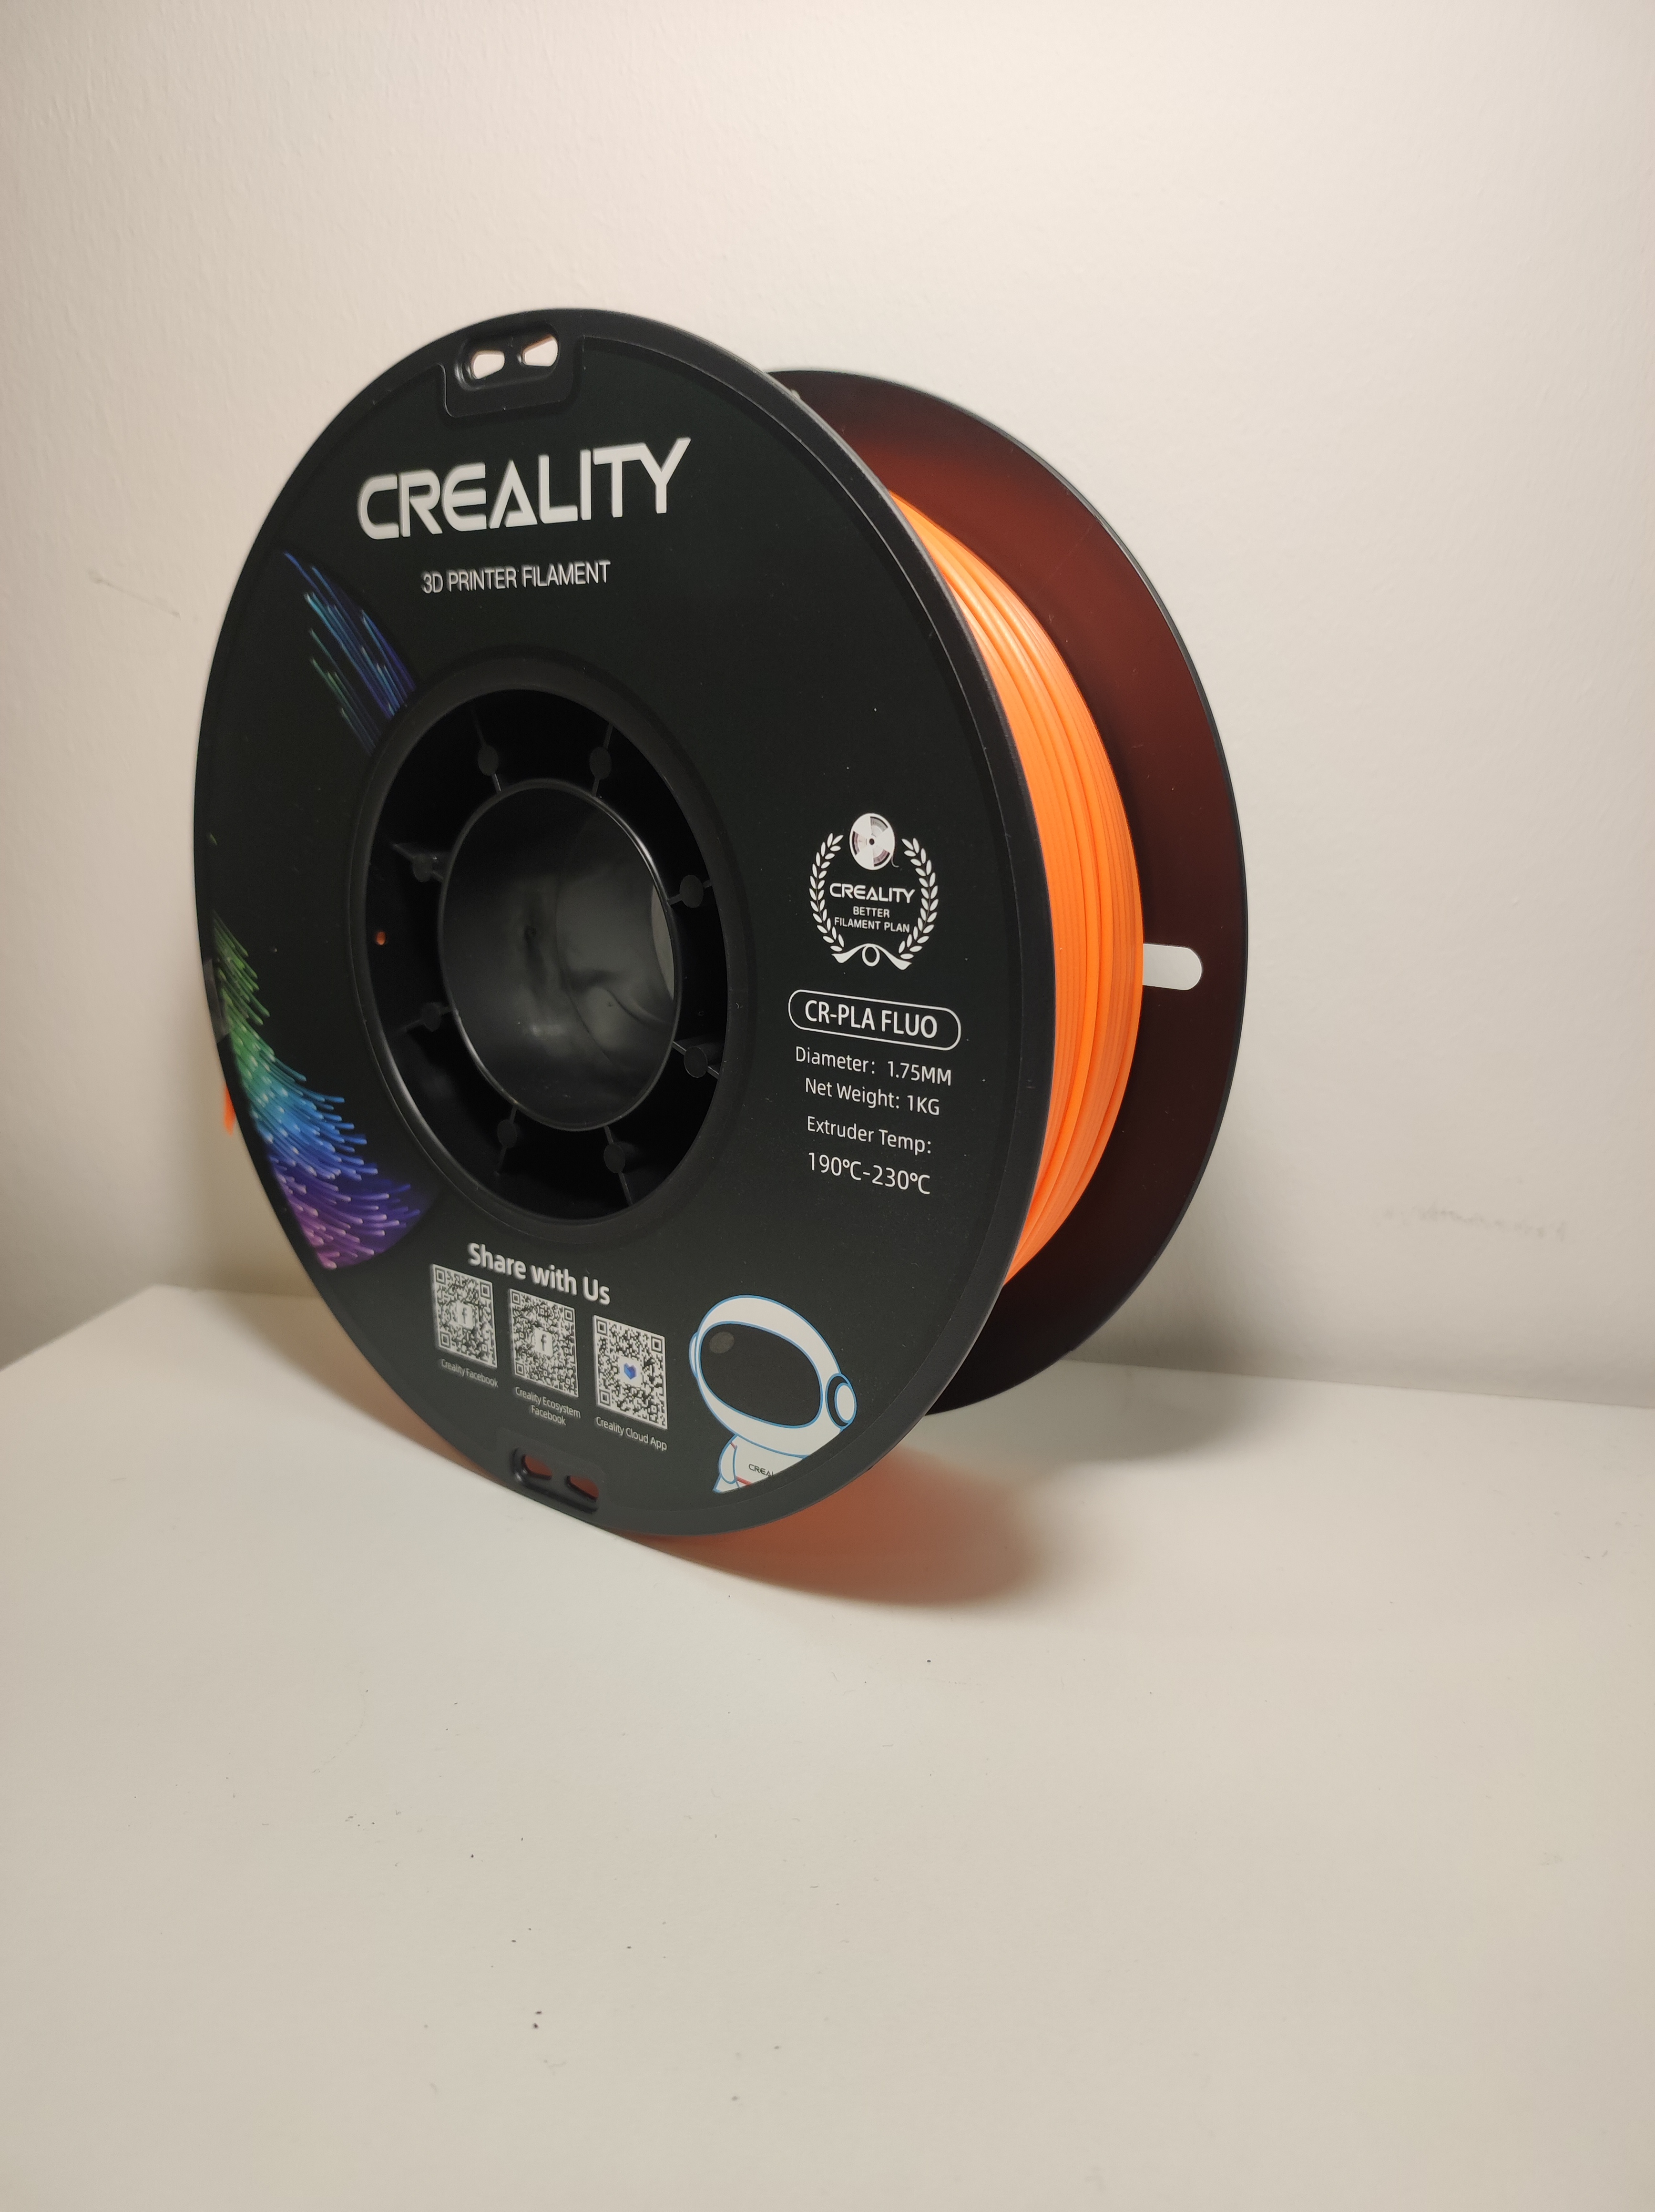 CREALITY
3D PRINTER FILAMENT
CREALITY
BETTER
FILAMENT PLAN
CR-PLA FLUO
Diameter: 1.75MM
Net Weight: 1KG
Extruder Temp:
190℃-230℃
Share with Us
Creality Facebook
Creality Ecosystem
Facebook
Creality Cloud App